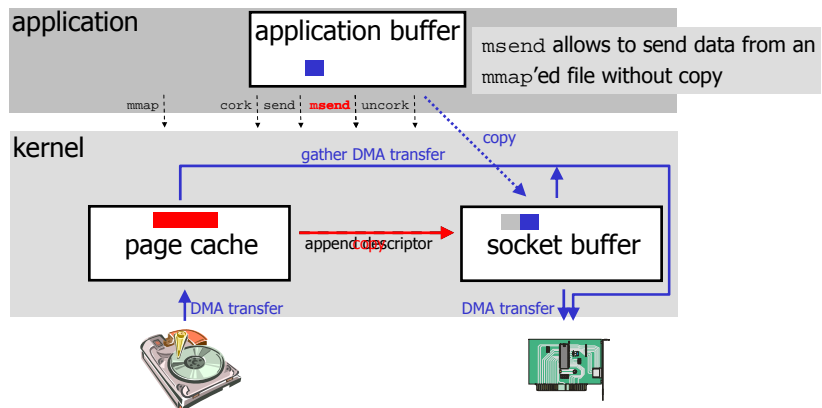 application
application buffer
msend allows to send data from an
mmap'ed file without copy
mmap cork send msend uncork
copy
kernel
gather DMA transfer
page cache
append descriptor
copy
socket buffer
DMA transfer
DMA transfer